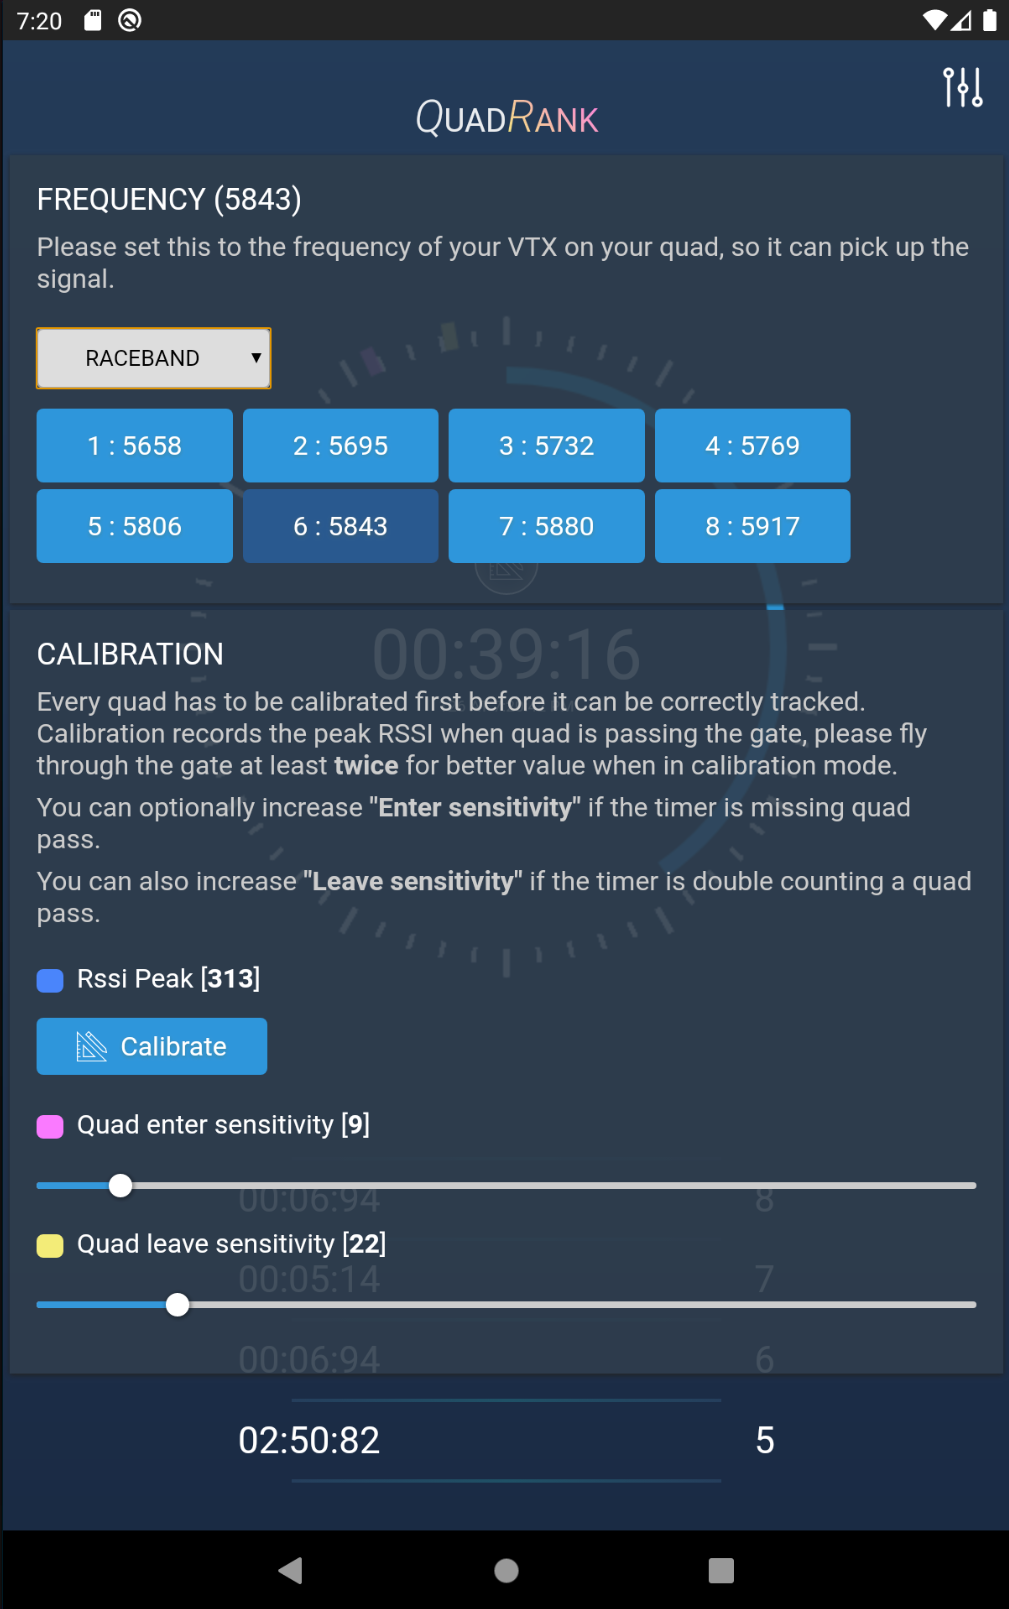 7:20
QUADRANK
FREQUENCY (5843)
Please set this to the frequency of your VTX on your quad, so it can pick up the
signal.
RACEBAND
1 : 5658 2 : 5695 3 : 5732 4 : 5769
5 : 5806 6 : 5843 7 : 5880 8 : 5917
00:39:16
CALIBRATION
Every quad has to be calibrated first before it can be correctly tracked.
Calibration records the peak RSSI when quad is passing the gate, please fly
through the gate at least twice for better value when in calibration mode.
You can optionally increase "Enter sensitivity" if the timer is missing quad
pass.
You can also increase "Leave sensitivity" if the timer is double counting a quad
pass.
Rssi Peak [313]
Calibrate
Quad enter sensitivity [9]
00:06:94 8
Quad leave sensitivity [22]
00:05:14 7
00:06:94 6
02:50:82 5